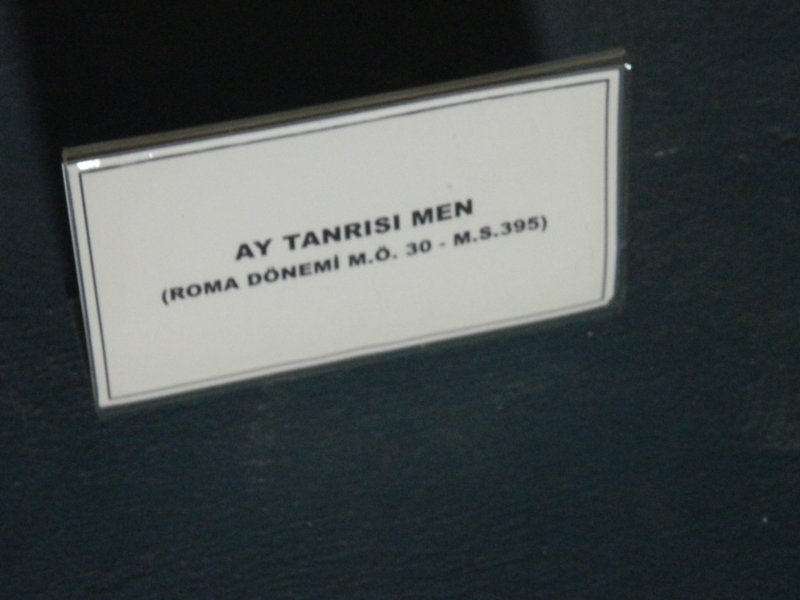 AY TANRISI MEN
(ROMA DÖNEMİ M.Ö. 30 - M.S.395)